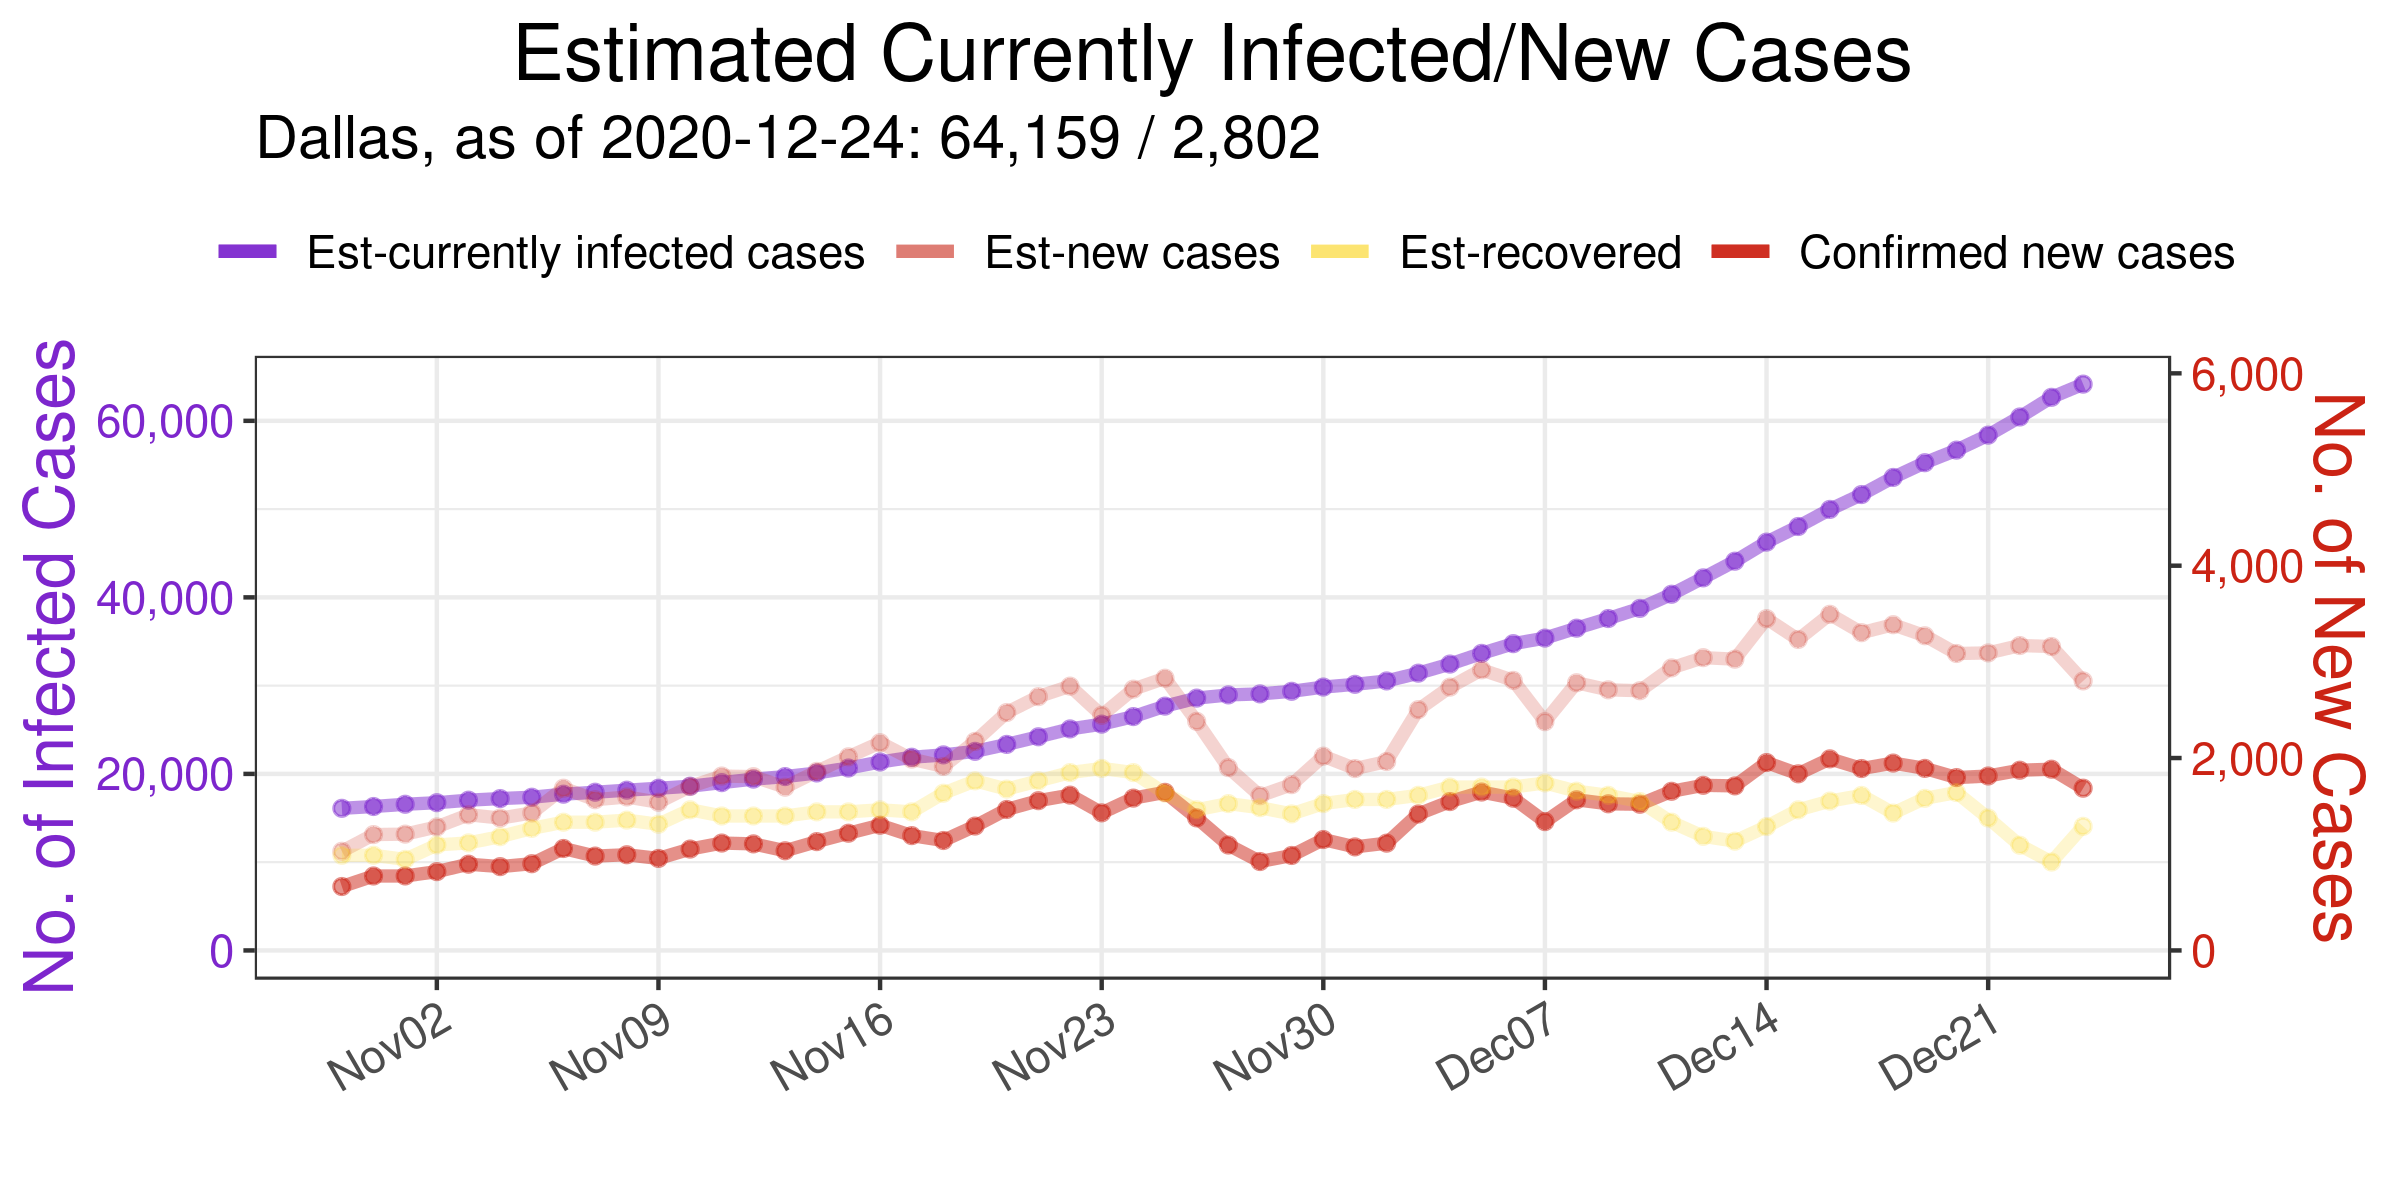 Estimated Currently Infected/New Cases
Dallas, as of 2020-12-24: 64,159 / 2,802
Est-currently infected cases Est-new cases Est-recovered Confirmed new cases
No. of Infected Cases
60,000
40,000
20,000
0
6,000
4,000
2,000
0
No. of New Cases
Nov02 Nov09 Nov16 Nov23 Nov30 Dec07 Dec14 Dec21